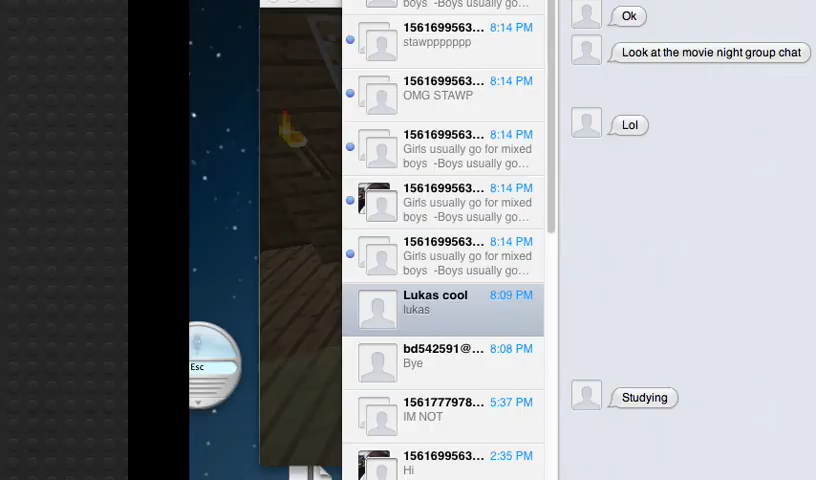 1561699563... 8:14 PM
stawppppppp
1561699563... 8:14 PM
OMG STAWP
1561699563... 8:14 PM
Girls usually go for mixed
boys -Boys usually go...
1561699563... 8:14 PM
Girls usually go for mixed
boys -Boys usually go...
1561699563... 8:14 PM
Girls usually go for mixed
boys -Boys usually go...
Lukas cool 8:09 PM
lukas
bd542591@... 8:08 PM
Bye
1561777978... 5:37 PM
IM NOT
1561699563... 2:35 PM
Hi
Esc
Ok
Look at the movie night group chat
Lol
Studying